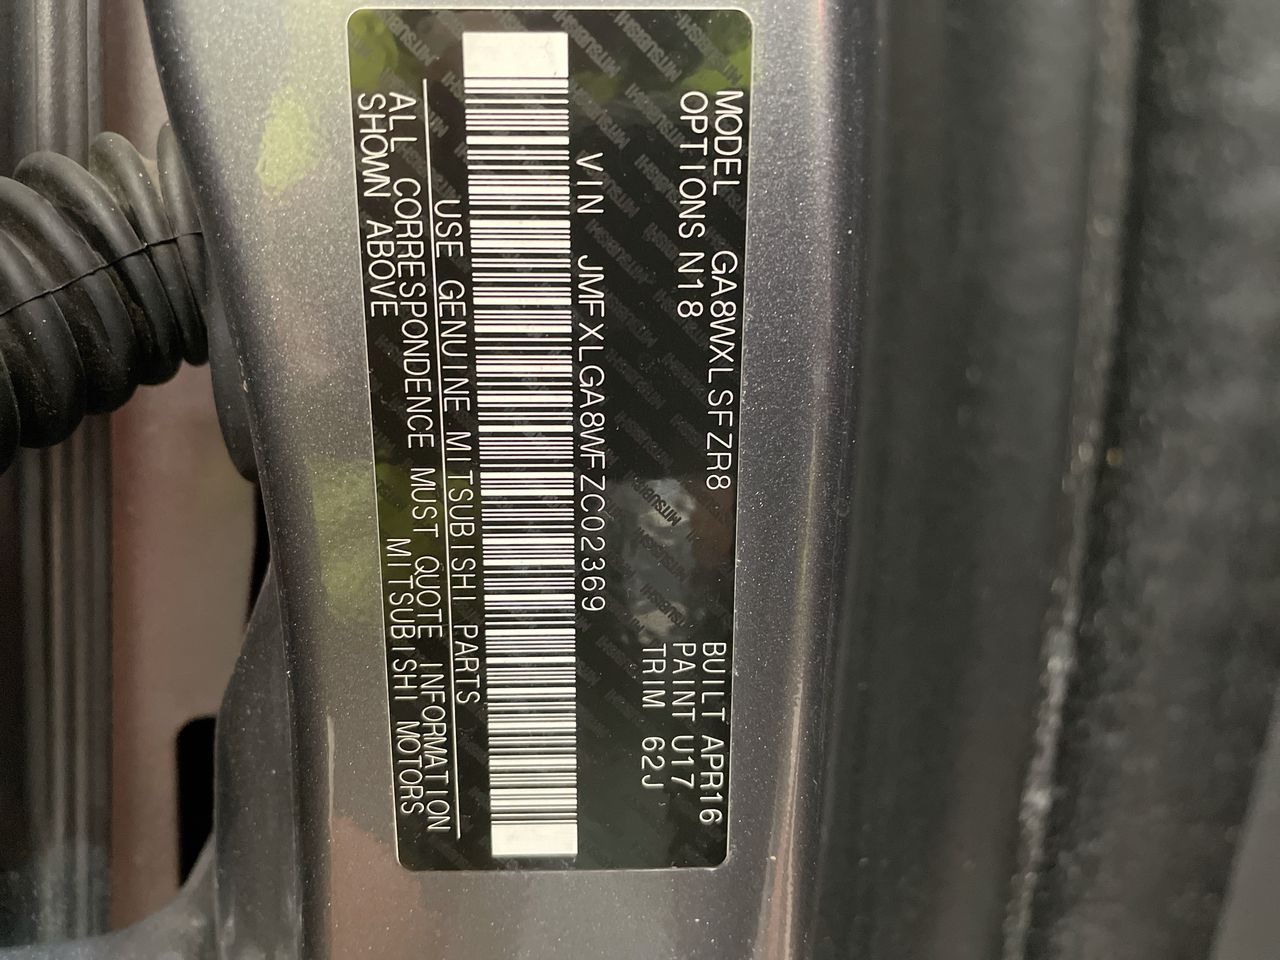 MODEL GA8WXLSFZR8 BUILT APR16
OPTIONS N18 PAINT U17
TRIM 62J
VIN JMFXLGA8WFZC02369
USE GENUINE MITSUBISHI PARTS
ALL CORRESPONDENCE MUST QUOTE INFORMATION
SHOWN ABOVE MITSUBISHI MOTORS